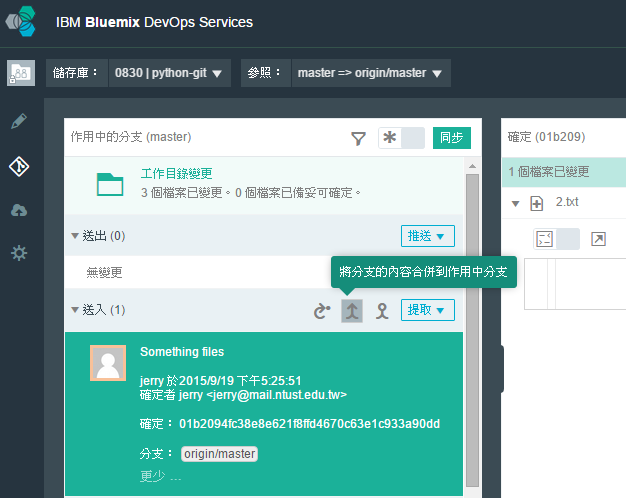 IBM Bluemix DevOps Services
儲存庫： 0830 | python-git
參照： master => origin/master
作用中的分支 (master)
同步
工作目錄變更
3 個檔案已變更。0 個檔案已備妥可確定。
送出 (0)
推送
無變更
將分支的內容合併到作用中分支
送入 (1)
提取
Something files
jerry 於2015/9/19 下午5:25:51
確定者 jerry <jerry@mail.ntust.edu.tw>
確定： 01b2094fc38e8e621f8ffd4670c63e1c933a90dd
分支： origin/master
更少 ...
確定 (01b209)
1 個檔案已變更
2.txt